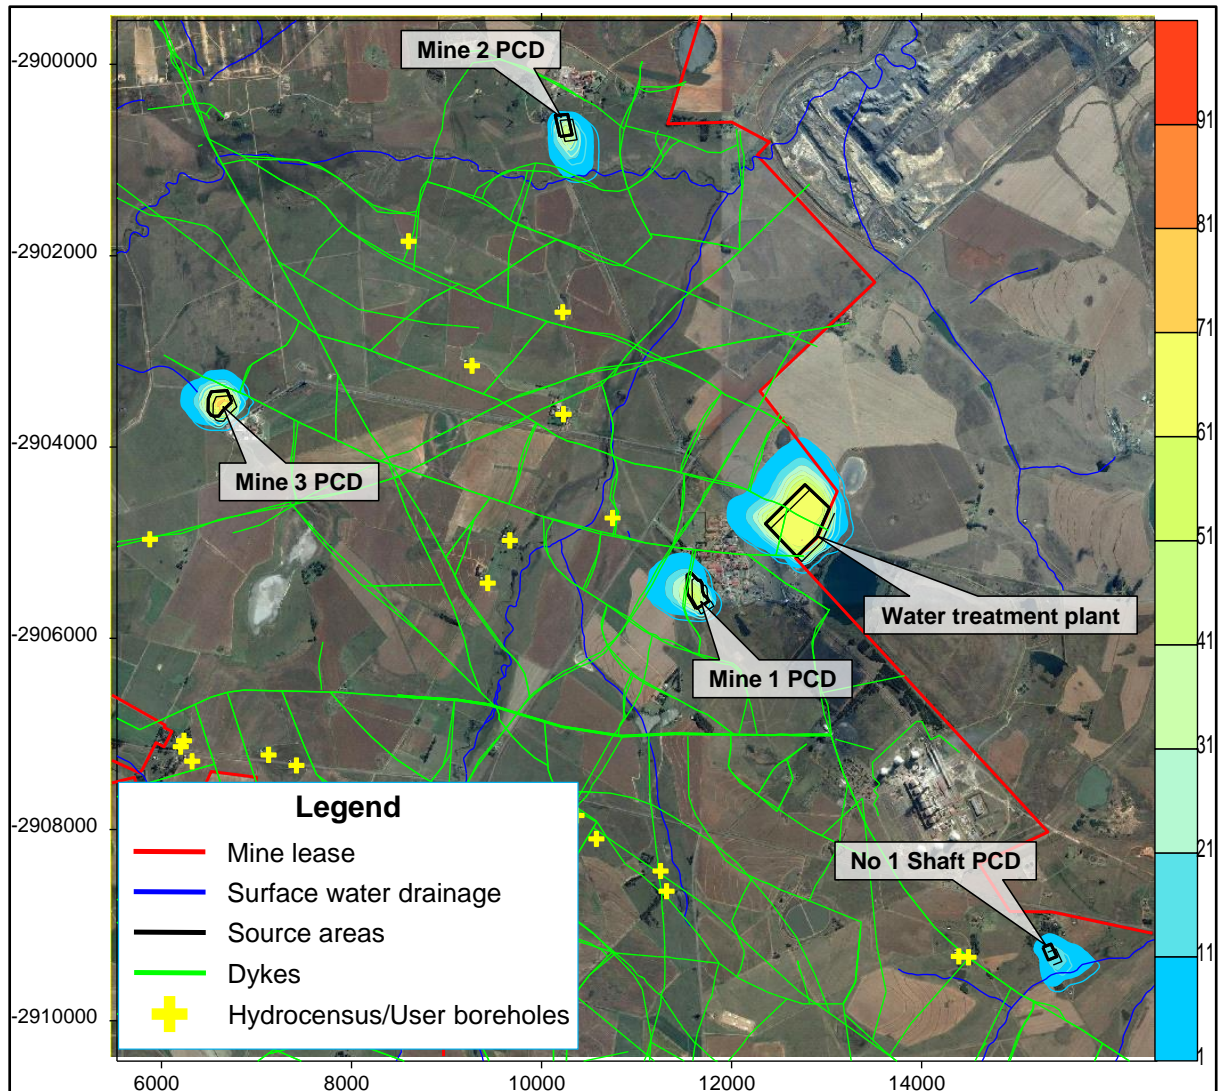 Mine 2 PCD
-2900000
-2902000
-2904000
-2906000
-2908000
-2910000
Mine 3 PCD
Water treatment plant
Mine 1 PCD
No 1 Shaft PCD
Legend
Mine lease
Surface water drainage
Source areas
Dykes
Hydrocensus/User boreholes
6000
8000
10000
12000
14000
91
81
71
61
51
41
31
21
11
1